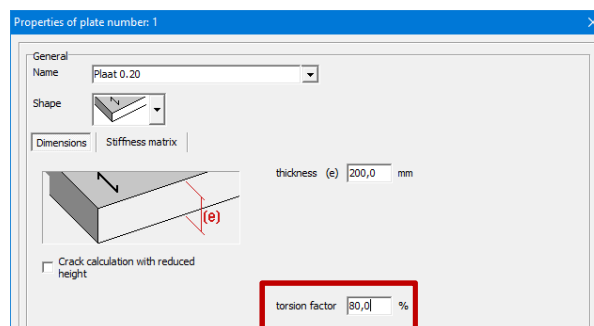 Properties of plate number: 1
General
Name Plaat 0.20
Shape
Dimensions Stiffness matrix
thickness (e) 200,0 mm
(e)
Crack calculation with reduced
height
torsion factor 80,0 %